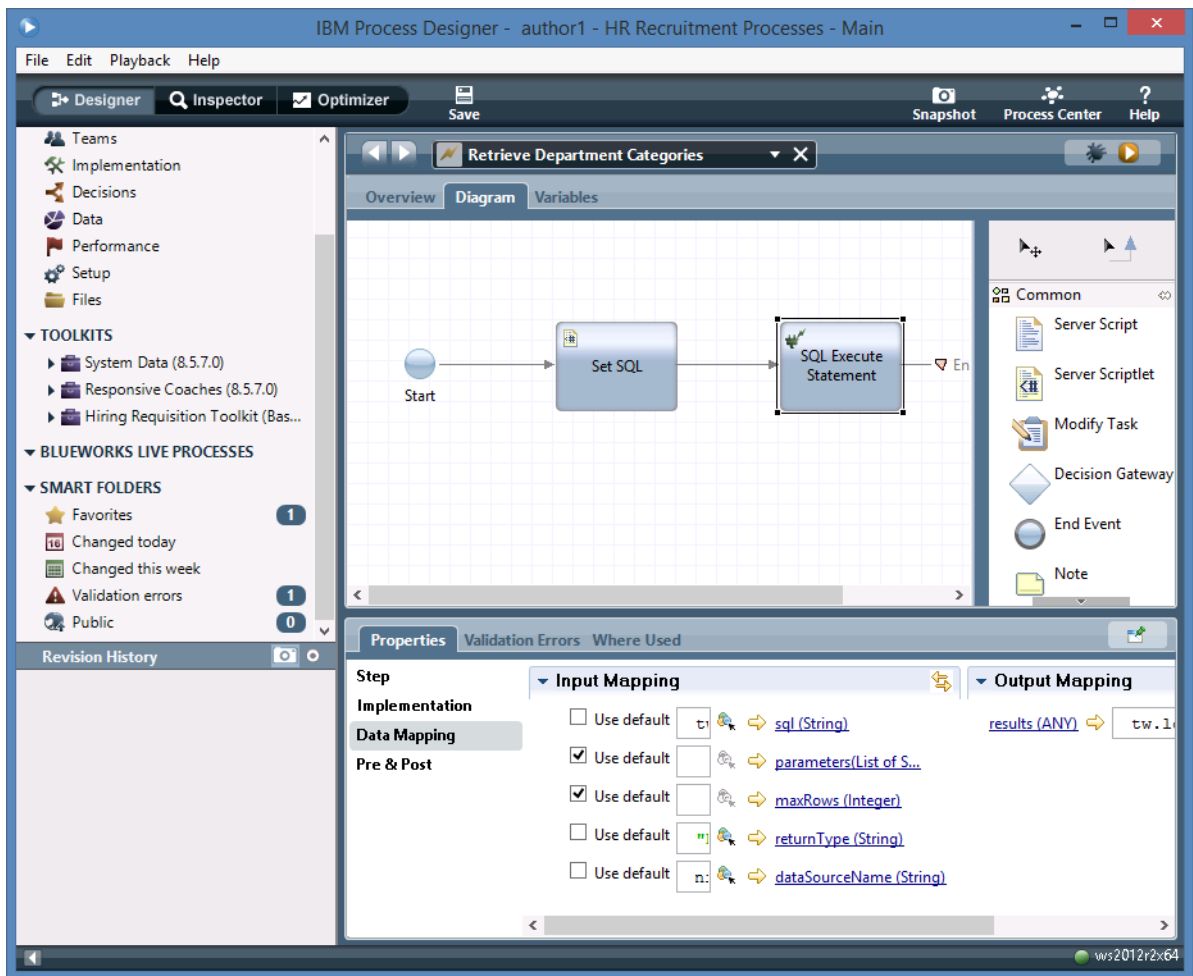 IBM Process Designer - author1 - HR Recruitment Processes - Main
File Edit Playback Help
Designer Inspector Optimizer Save Snapshot Process Center Help
Teams
Implementation
Decisions
Data
Performance
Setup
Files
TOOLKITS
System Data (8.5.7.0)
Responsive Coaches (8.5.7.0)
Hiring Requisition Toolkit (Bas...
BLUEWORKS LIVE PROCESSES
SMART FOLDERS
Favorites 1
16 Changed today
Changed this week
Validation errors 1
Public 0
Revision History
Retrieve Department Categories
Overview Diagram Variables
Start
Set SQL
SQL Execute
Statement
En
Common
Server Script
Server Scriptlet
Modify Task
Decision Gateway
End Event
Note
Properties Validation Errors Where Used
Step
Implementation
Data Mapping
Pre & Post
Input Mapping
Use default sql (String)
Use default parameters(List of S...
Use default maxRows (Integer)
Use default returnType (String)
Use default dataSourceName (String)
Output Mapping
results (ANY) tw.l
ws2012r2x64